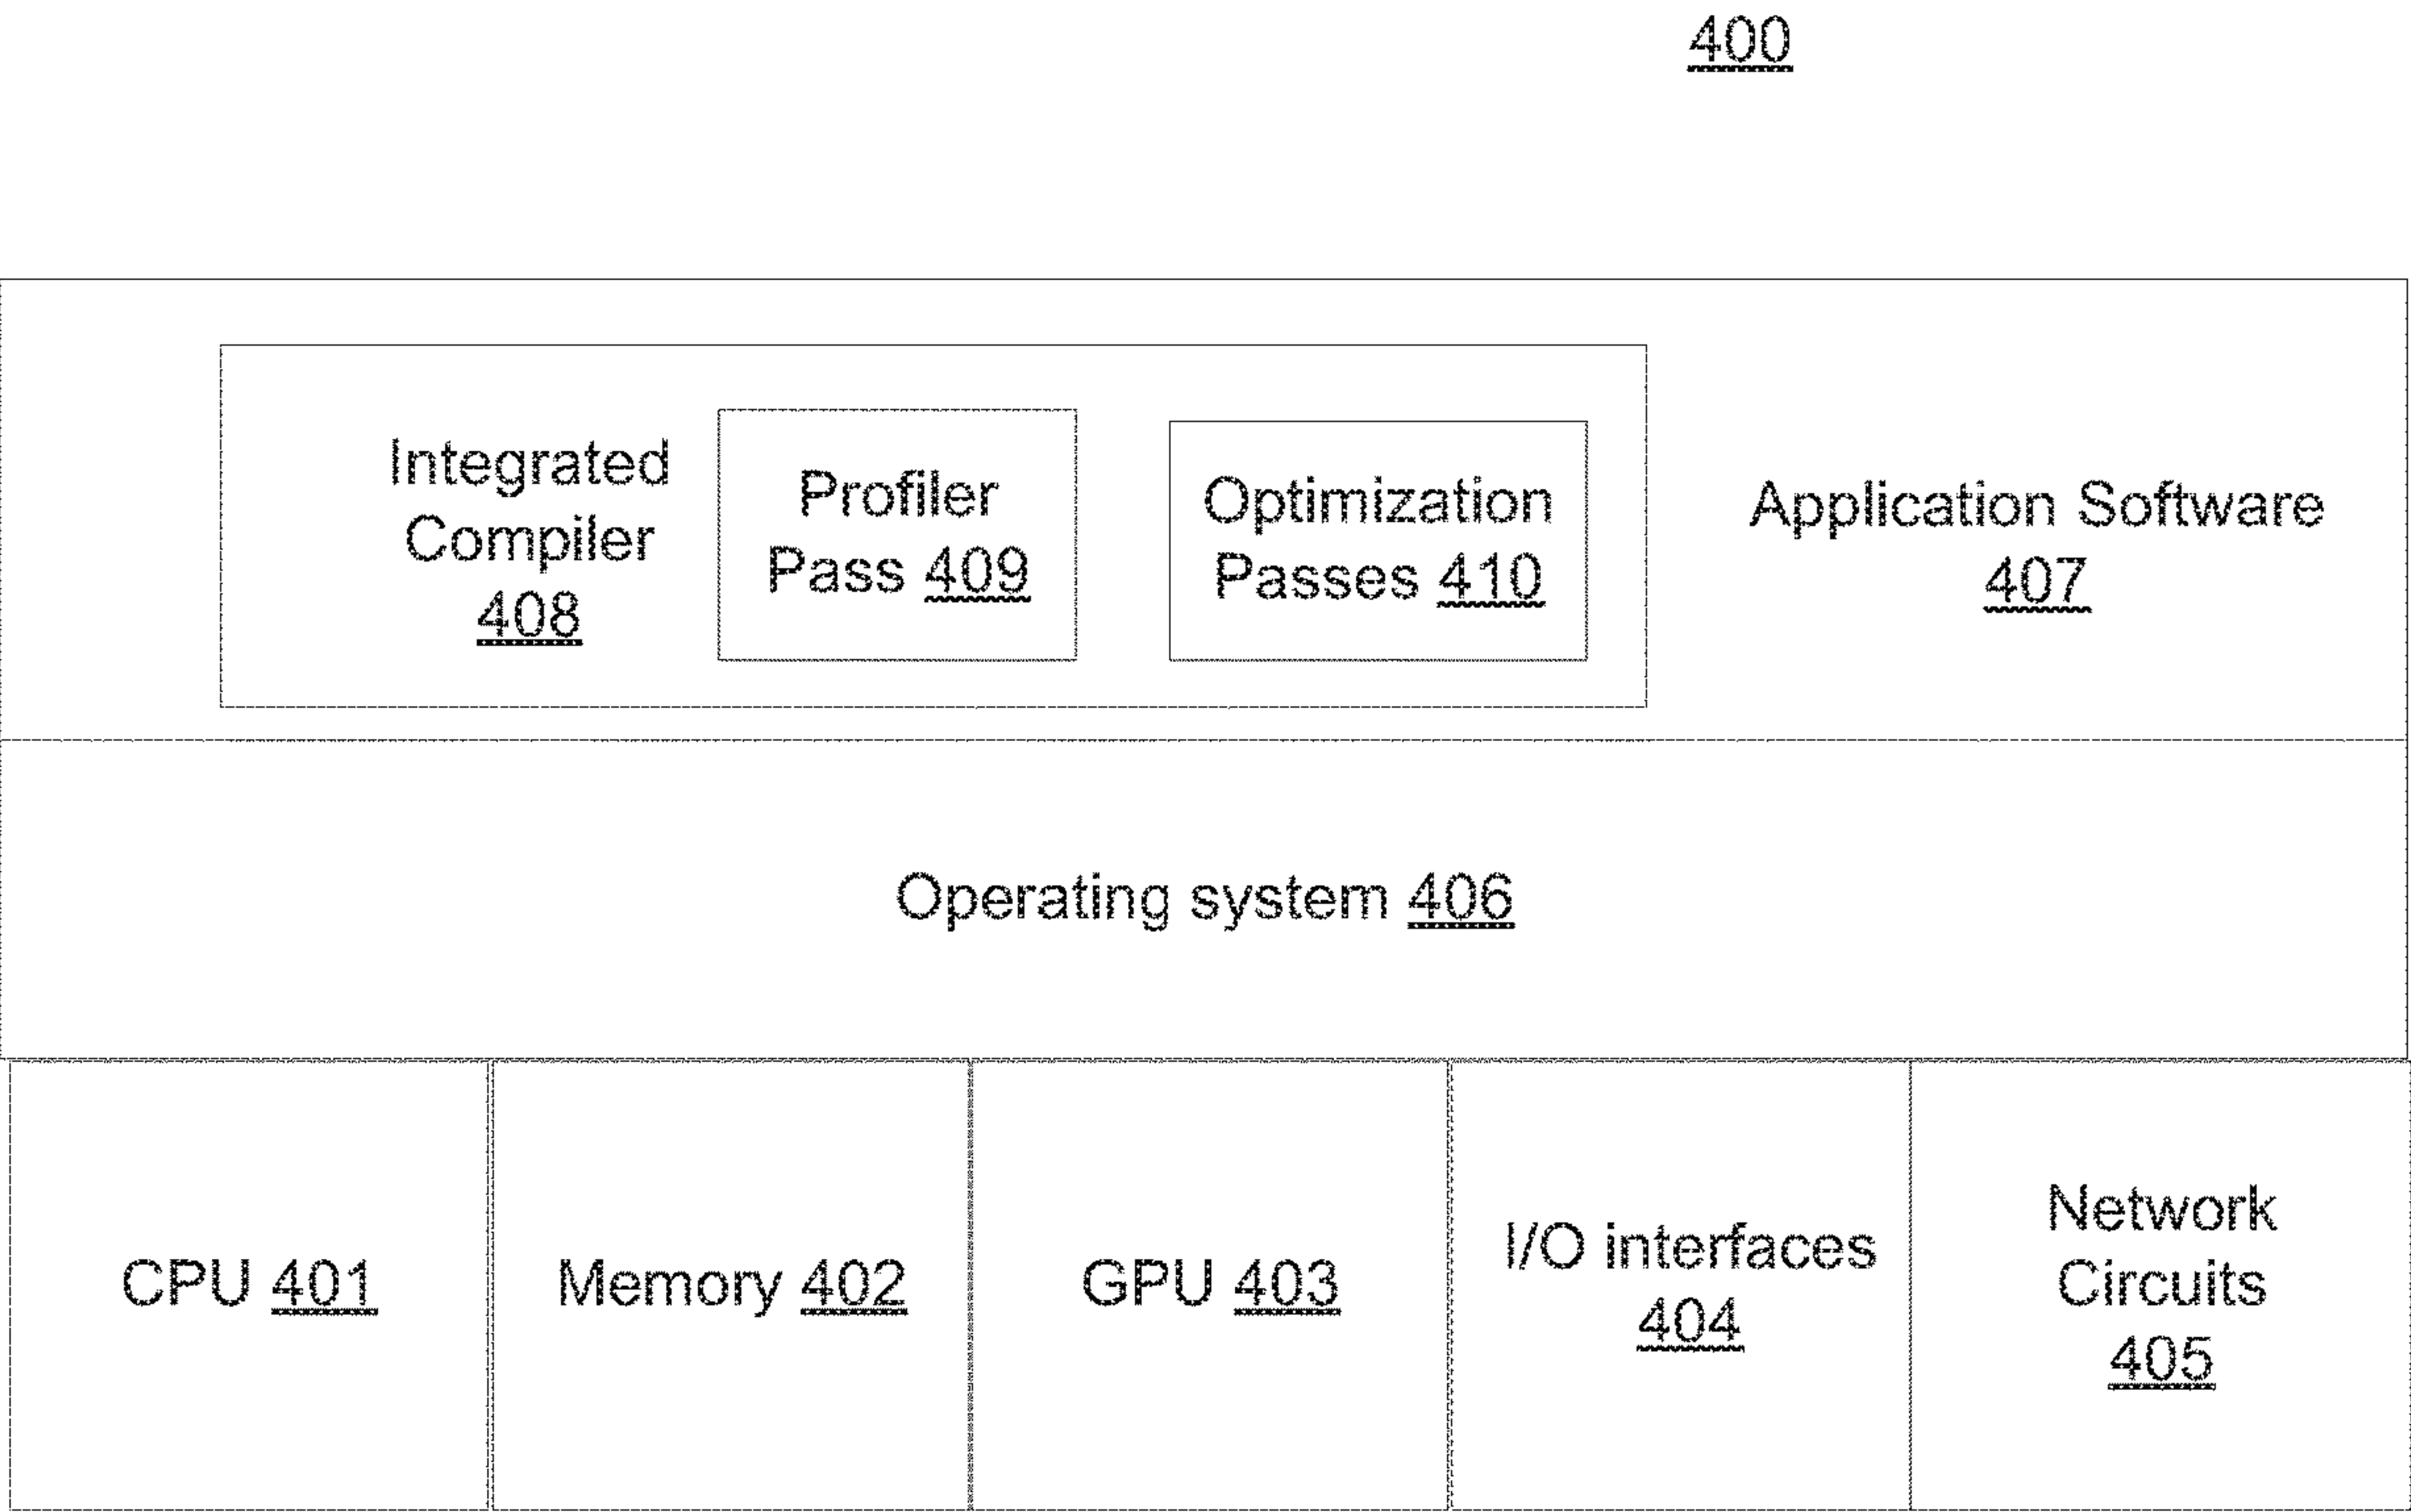 400
Integrated
Compiler
408
Profiler
Pass 409
Optimization
Passes 410
Application Software
407
Operating system 406
CPU 401
Memory 402
GPU 403
I/O interfaces
404
Network
Circuits
405